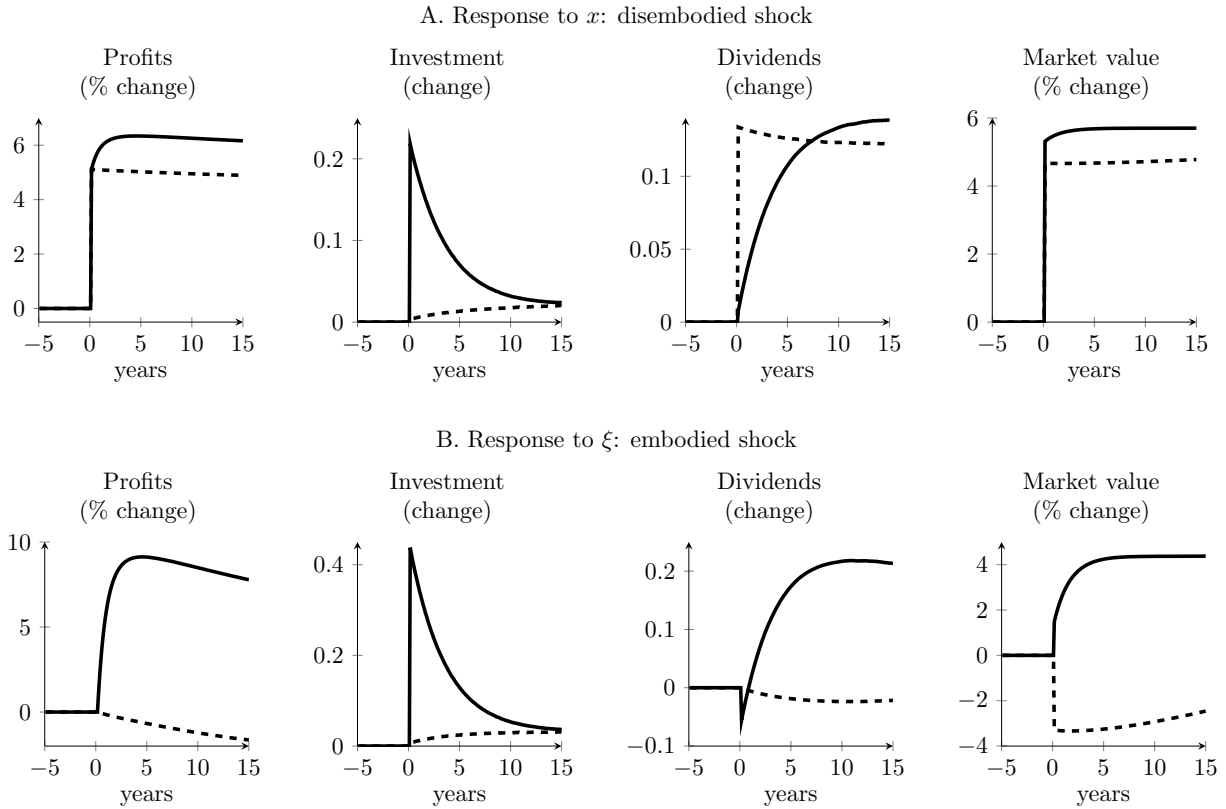 A. Response to x: disembodied shock
Profits
(% change)
Investment
(change)
Dividends
(change)
Market value
(% change)
6
4
2
0
−5 0 5 10 15
years
0.2
0.1
0
−5 0 5 10 15
years
0.1
0.05
0
−5 0 5 10 15
years
6
4
2
0
−5 0 5 10 15
years
B. Response to ξ: embodied shock
Profits
(% change)
Investment
(change)
Dividends
(change)
Market value
(% change)
10
5
0
−5 0 5 10 15
years
0.4
0.2
0
−5 0 5 10 15
years
0.2
0.1
0
−0.1
−5 0 5 10 15
years
4
2
0
−2
−4
−5 0 5 10 15
years